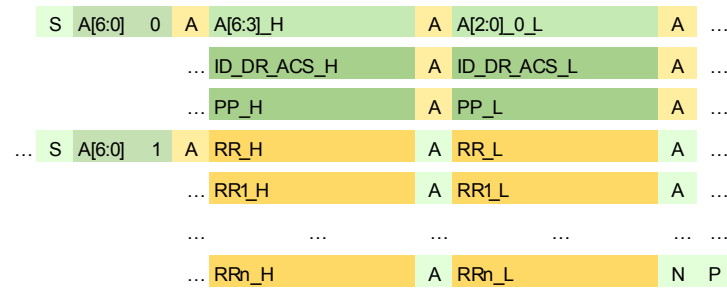 S A[6:0] 0 A A[6:3]_H A A[2:0]_0_L A ...
... ID_DR_ACS_H A ID_DR_ACS_L A ...
... PP_H A PP_L A ...
... S A[6:0] 1 A RR_H A RR_L A ...
... RR1_H A RR1_L A ...
... ... ... ... ... ...
... RRn_H A RRn_L N P